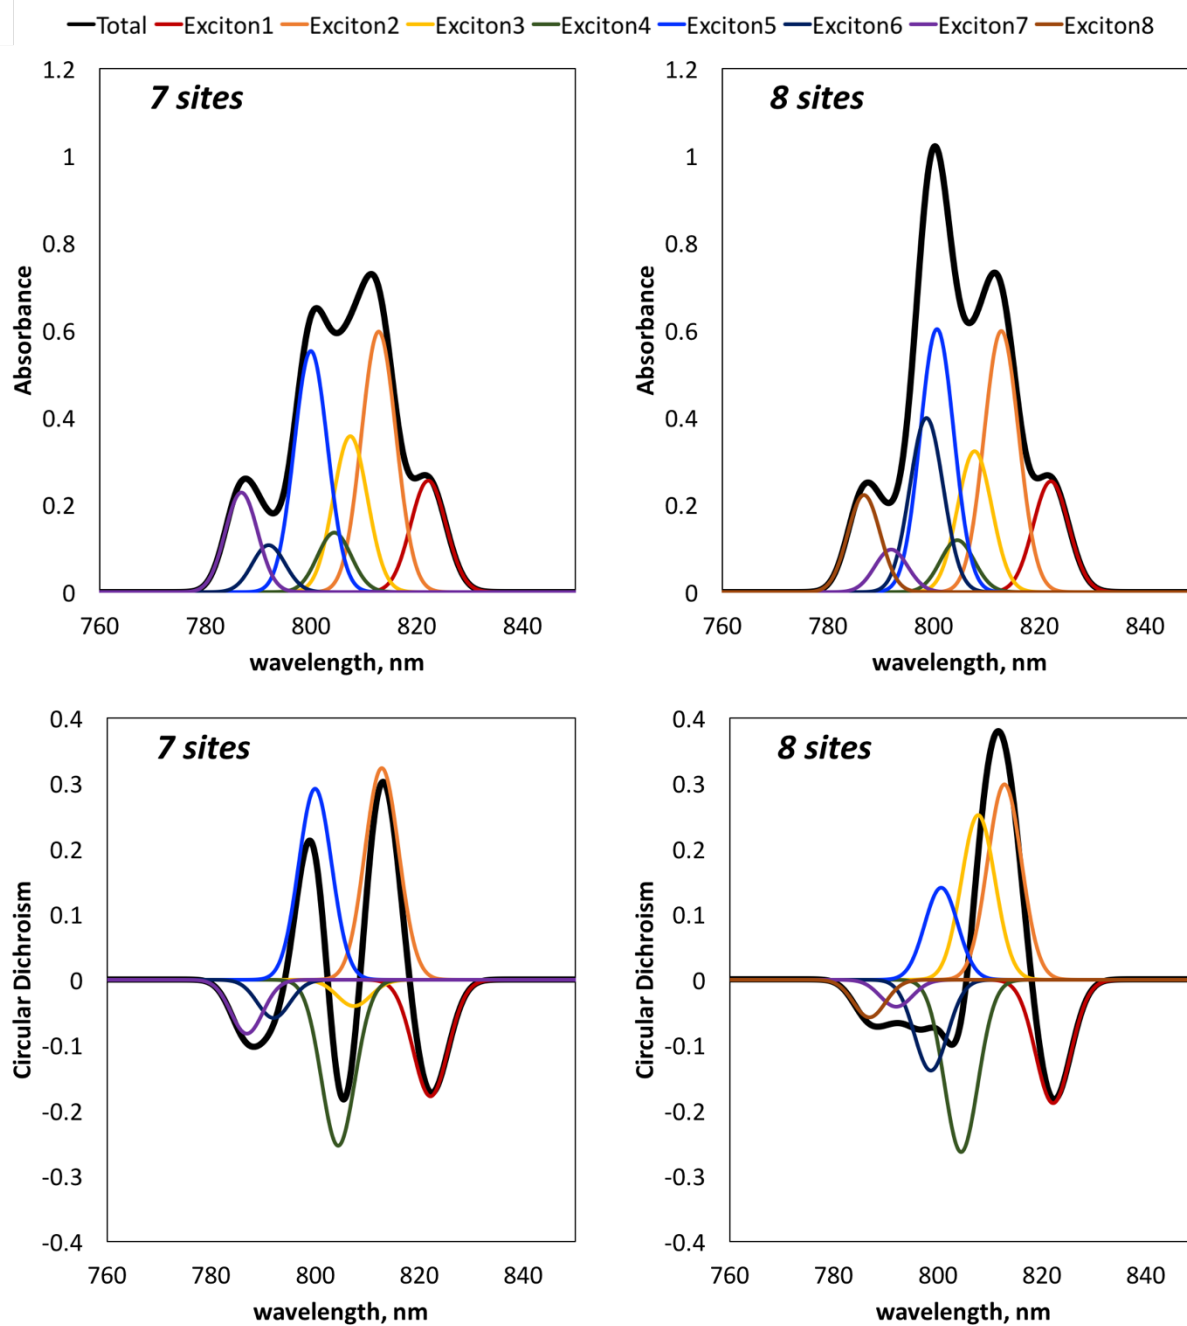 Total Exciton1 Exciton2 Exciton3 Exciton4 Exciton5 Exciton6 Exciton7 Exciton8
7 sites
1.2
1
0.8
0.6
0.4
0.2
0
Absorbance
760 780 800 820 840
wavelength, nm
8 sites
1.2
1
0.8
0.6
0.4
0.2
0
Absorbance
760 780 800 820 840
wavelength, nm
7 sites
0.4
0.3
0.2
0.1
0
-0.1
-0.2
-0.3
-0.4
Circular Dichroism
760 780 800 820 840
wavelength, nm
8 sites
0.4
0.3
0.2
0.1
0
-0.1
-0.2
-0.3
-0.4
Circular Dichroism
760 780 800 820 840
wavelength, nm